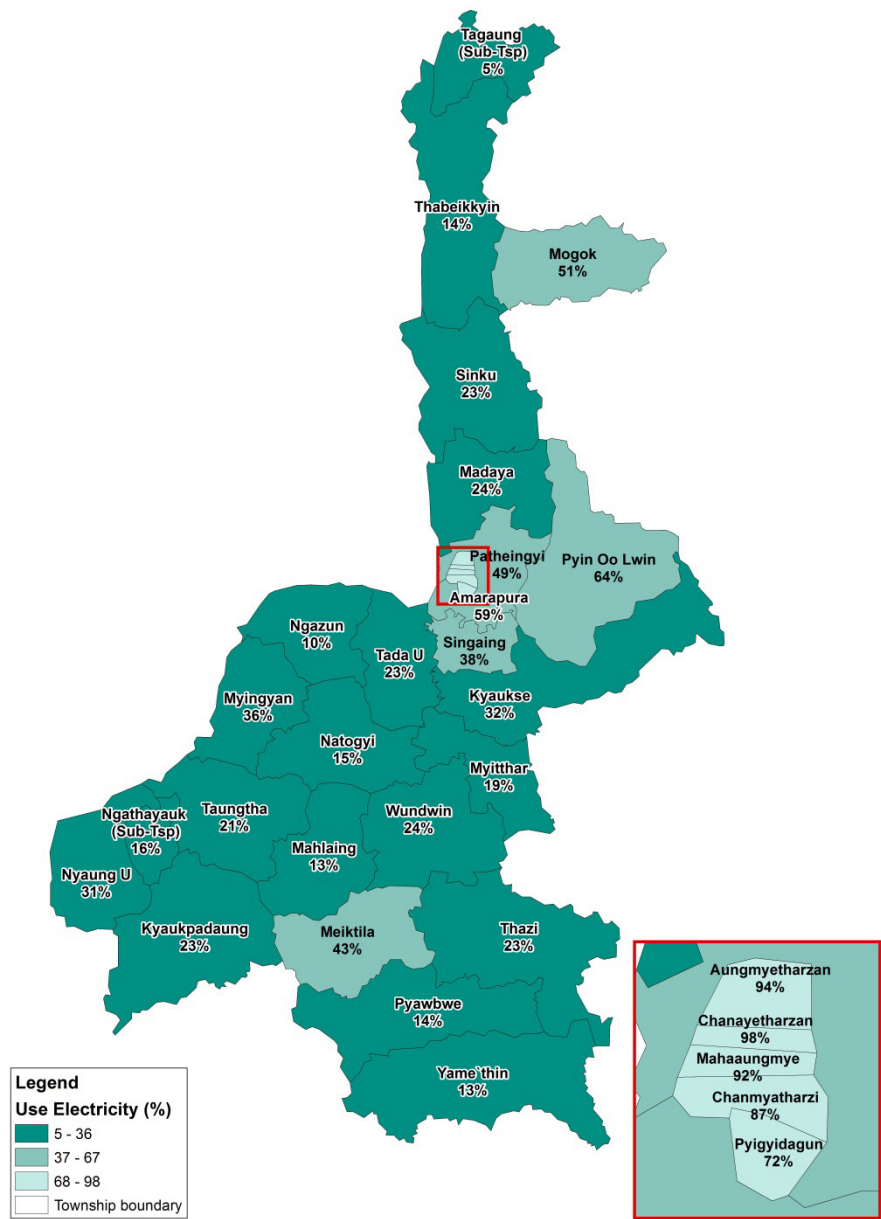 Tagaung
(Sub-Tsp)
5%
Thabeikkyin
14%
Mogok
51%
Sinku
23%
Madaya
24%
Patheingyi
49%
Pyin Oo Lwin
64%
Amarapura
59%
Singaing
38%
Ngazun
10%
Tada U
23%
Kyaukse
32%
Myingyan
36%
Natogyi
15%
Myitthar
19%
Taungtha
21%
Wundwin
24%
Ngathayauk
(Sub-Tsp)
16%
Mahlaing
13%
Nyaung U
31%
Kyaukpadaung
23%
Meiktila
43%
Thazi
23%
Pyawbwe
14%
Yame`thin
13%
Aungmyetharzan
94%
Chanayetharzan
98%
Mahaaungmye
92%
Chanmyatharzi
87%
Pyigyidagun
72%
Legend
Use Electricity (%)
5 - 36
37 - 67
68 - 98
Township boundary